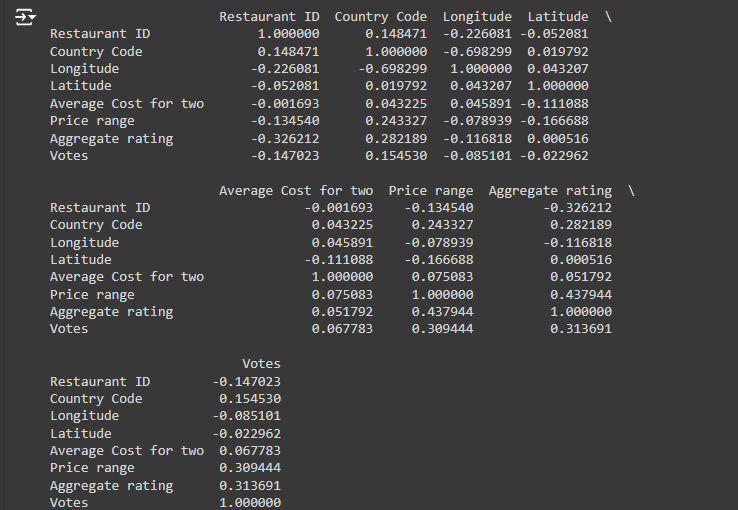 Restaurant ID  Country Code  Longitude  Latitude  \
Restaurant ID              1.000000      0.148471  -0.226081 -0.052081
Country Code               0.148471      1.000000  -0.698299  0.019792
Longitude                 -0.226081     -0.698299   1.000000  0.043207
Latitude                  -0.052081      0.019792   0.043207  1.000000
Average Cost for two      -0.001693      0.043225   0.045891 -0.111088
Price range               -0.134540      0.243327  -0.078939 -0.166688
Aggregate rating          -0.326212      0.282189  -0.116818  0.000516
Votes                     -0.147023      0.154530  -0.085101 -0.022962
Average Cost for two  Price range  Aggregate rating  \
Restaurant ID                    -0.001693    -0.134540         -0.326212
Country Code                      0.043225     0.243327          0.282189
Longitude                         0.045891    -0.078939         -0.116818
Latitude                         -0.111088    -0.166688          0.000516
Average Cost for two              1.000000     0.075083          0.051792
Price range                       0.075083     1.000000          0.437944
Aggregate rating                  0.051792     0.437944          1.000000
Votes                             0.067783     0.309444          0.313691
Votes
Restaurant ID        -0.147023
Country Code          0.154530
Longitude            -0.085101
Latitude             -0.022962
Average Cost for two  0.067783
Price range           0.309444
Aggregate rating      0.313691
Votes                 1.000000